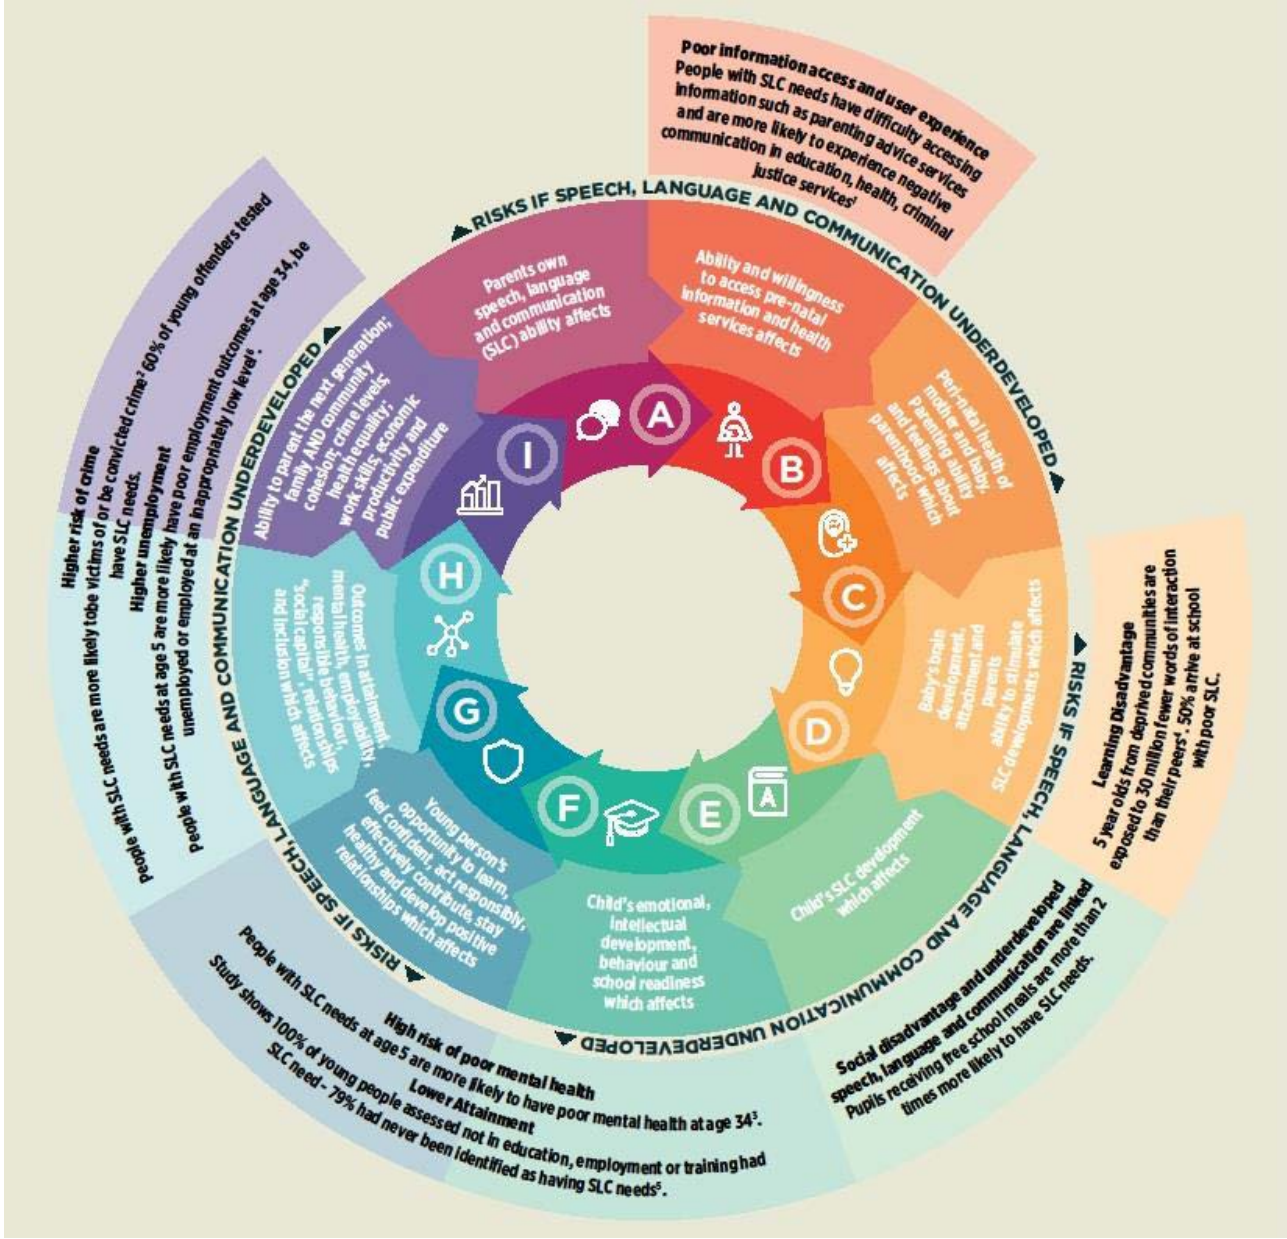 Poor information access and user experience
People with SLC needs have difficulty accessing
information such as parenting advice services
and are more likely to experience negative
communication in education, health, criminal
justice services¹
RISKS IF SPEECH, LANGUAGE AND COMMUNICATION UNDERDEVELOPED
Parents own
speech, language
and communication
(SLC) ability affects
A
Ability and willingness
to access pre-natal
information and health
services affects
B
Peri-natal health of
mother and baby.
Parenting ability
and feelings about
parenthood which
affects
C
Baby's brain
development,
attachment and
parents
ability to stimulate
SLC developments which affects
D
RISKS IF SPEECH, LANGUAGE AND COMMUNICATION UNDERDEVELOPED
Learning Disadvantage
5 year olds from deprived communities are
exposed to 30 million fewer words of interaction
than their peers⁴. 50% arrive at school
with poor SLC.
Child's SLC development
which affects
E
A
Social disadvantage and underdeveloped
speech, language and communication are linked
Pupils receiving free school meals are more than 2
times more likely to have SLC needs.
Child's emotional,
intellectual
development,
behaviour and
school readiness
which affects
F
Young person's
opportunity to learn,
feel confident, act responsibly,
effectively contribute, stay
healthy and develop positive
relationships which affects
G
High risk of poor mental health
People with SLC needs at age 5 are more likely to have poor mental health at age 34³.
Lower Attainment
Study shows 100% of young people assessed not in education, employment or training had
SLC need – 79% had never been identified as having SLC needs⁵.
RISKS IF SPEECH, LANGUAGE AND COMMUNICATION UNDERDEVELOPED
Outcomes in attainment,
mental health, employability,
responsible behaviour,
"social capital", relationships
and inclusion which affects
H
Ability to parent the next generation;
family AND community
cohesion; crime levels;
health equality;
work skills; economic
productivity and
public expenditure
I
Higher risk of crime
People with SLC needs are more likely tobe victims of or be convicted crime² 60% of young offenders tested
have SLC needs.
Higher unemployment
People with SLC needs at age 5 are more likely have poor employment outcomes at age 34, be
unemployed or employed at an inappropriately low level⁶.